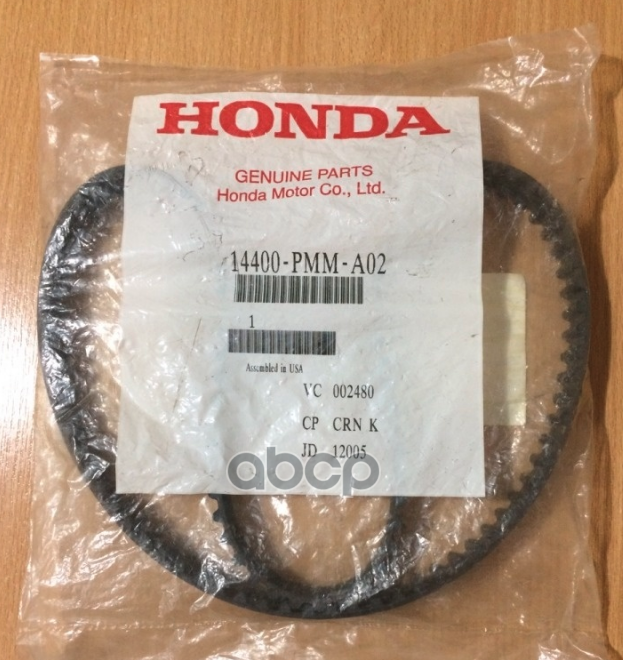 HONDA
GENUINE PARTS
Honda Motor Co., Ltd.
14400-PMM-A02
1
Assembled in USA
VC 002480
CP CRN K
JD 12005
abcp